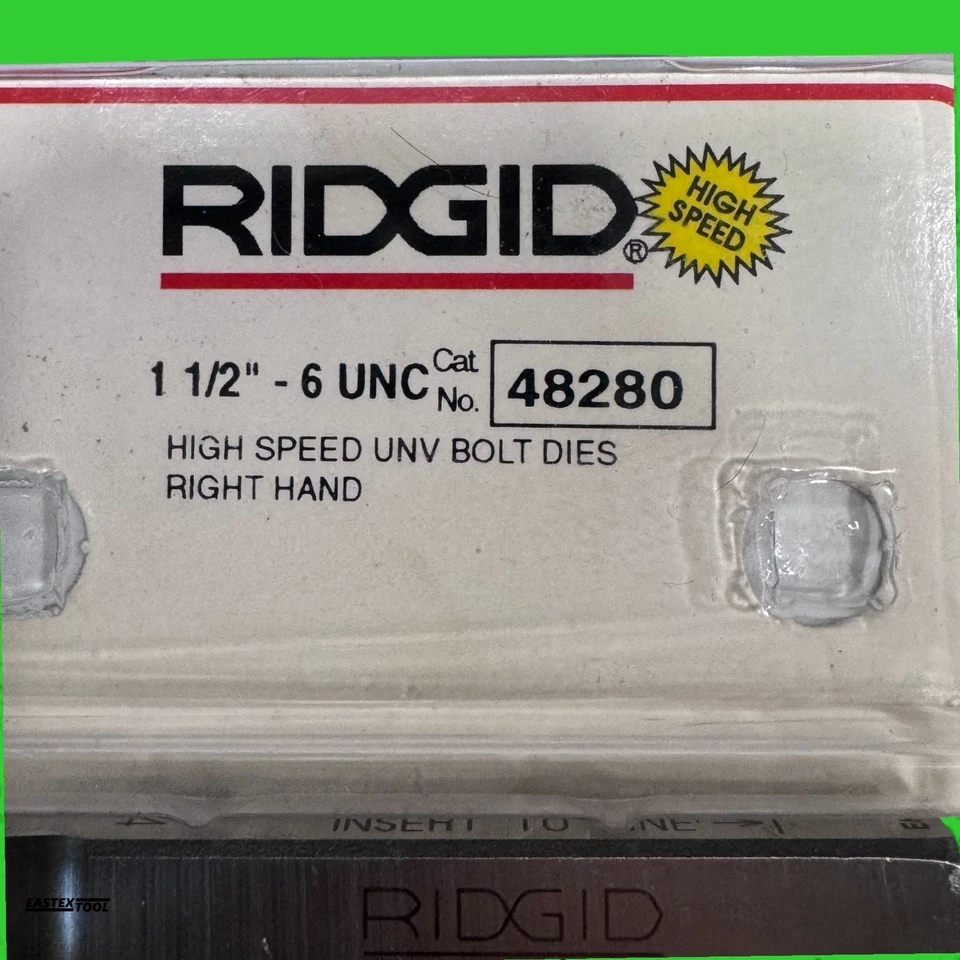 RIDGID®
HIGH
SPEED
1 1/2" - 6 UNC Cat No. 48280
HIGH SPEED UNV BOLT DIES
RIGHT HAND
INSERT TO LINE
RIDGID
EASTEX TOOL